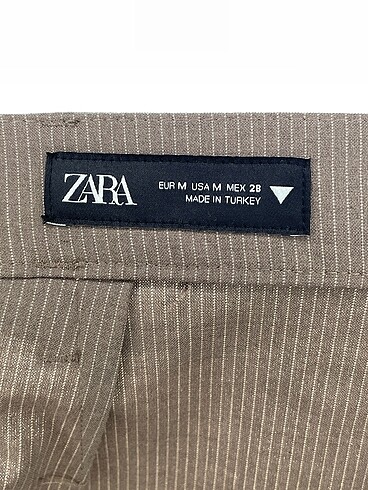 ZARA
EUR M USA M MEX 28
MADE IN TURKEY